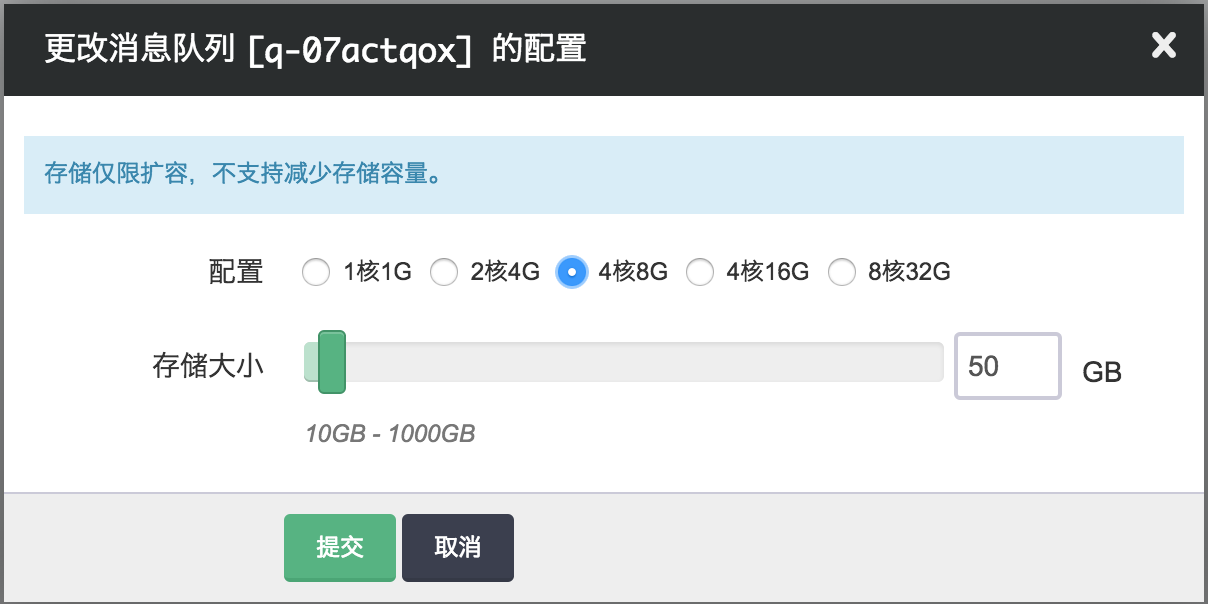 更改消息队列 [q-07actqox] 的配置
存储仅限扩容，不支持减少存储容量。
配置 1核1G 2核4G 4核8G 4核16G 8核32G
存储大小 50 GB
10GB - 1000GB
提交 取消